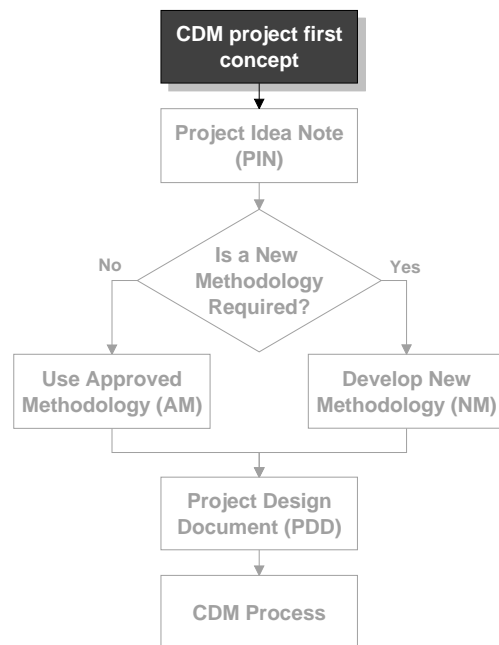 CDM project first
concept
Project Idea Note
(PIN)
Is a New
Methodology
Required?
No
Yes
Use Approved
Methodology (AM)
Develop New
Methodology (NM)
Project Design
Document (PDD)
CDM Process